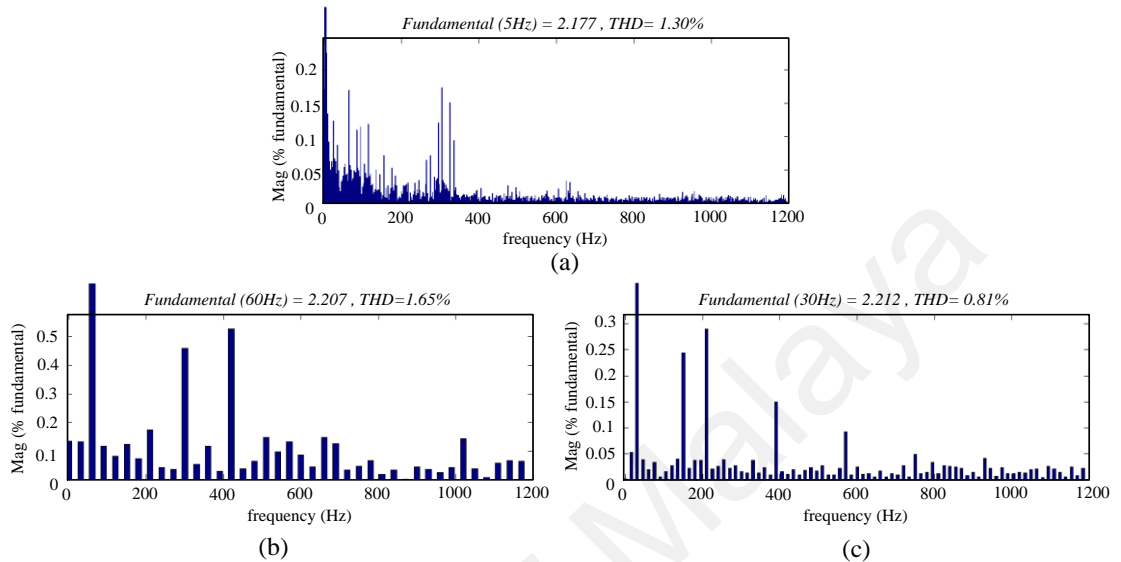 Fundamental (5Hz) = 2.177 , THD= 1.30%
Mag (% fundamental)
0.2
0.15
0.1
0.05
0
0 200 400 600 800 1000 1200
frequency (Hz)
(a)
Fundamental (60Hz) = 2.207 , THD=1.65%
Mag (% fundamental)
0.5
0.4
0.3
0.2
0.1
0
0 200 400 600 800 1000 1200
frequency (Hz)
(b)
Fundamental (30Hz) = 2.212 , THD= 0.81%
Mag (% fundamental)
0.3
0.25
0.2
0.15
0.1
0.05
0
0 200 400 600 800 1000 1200
frequency (Hz)
(c)
Malaya